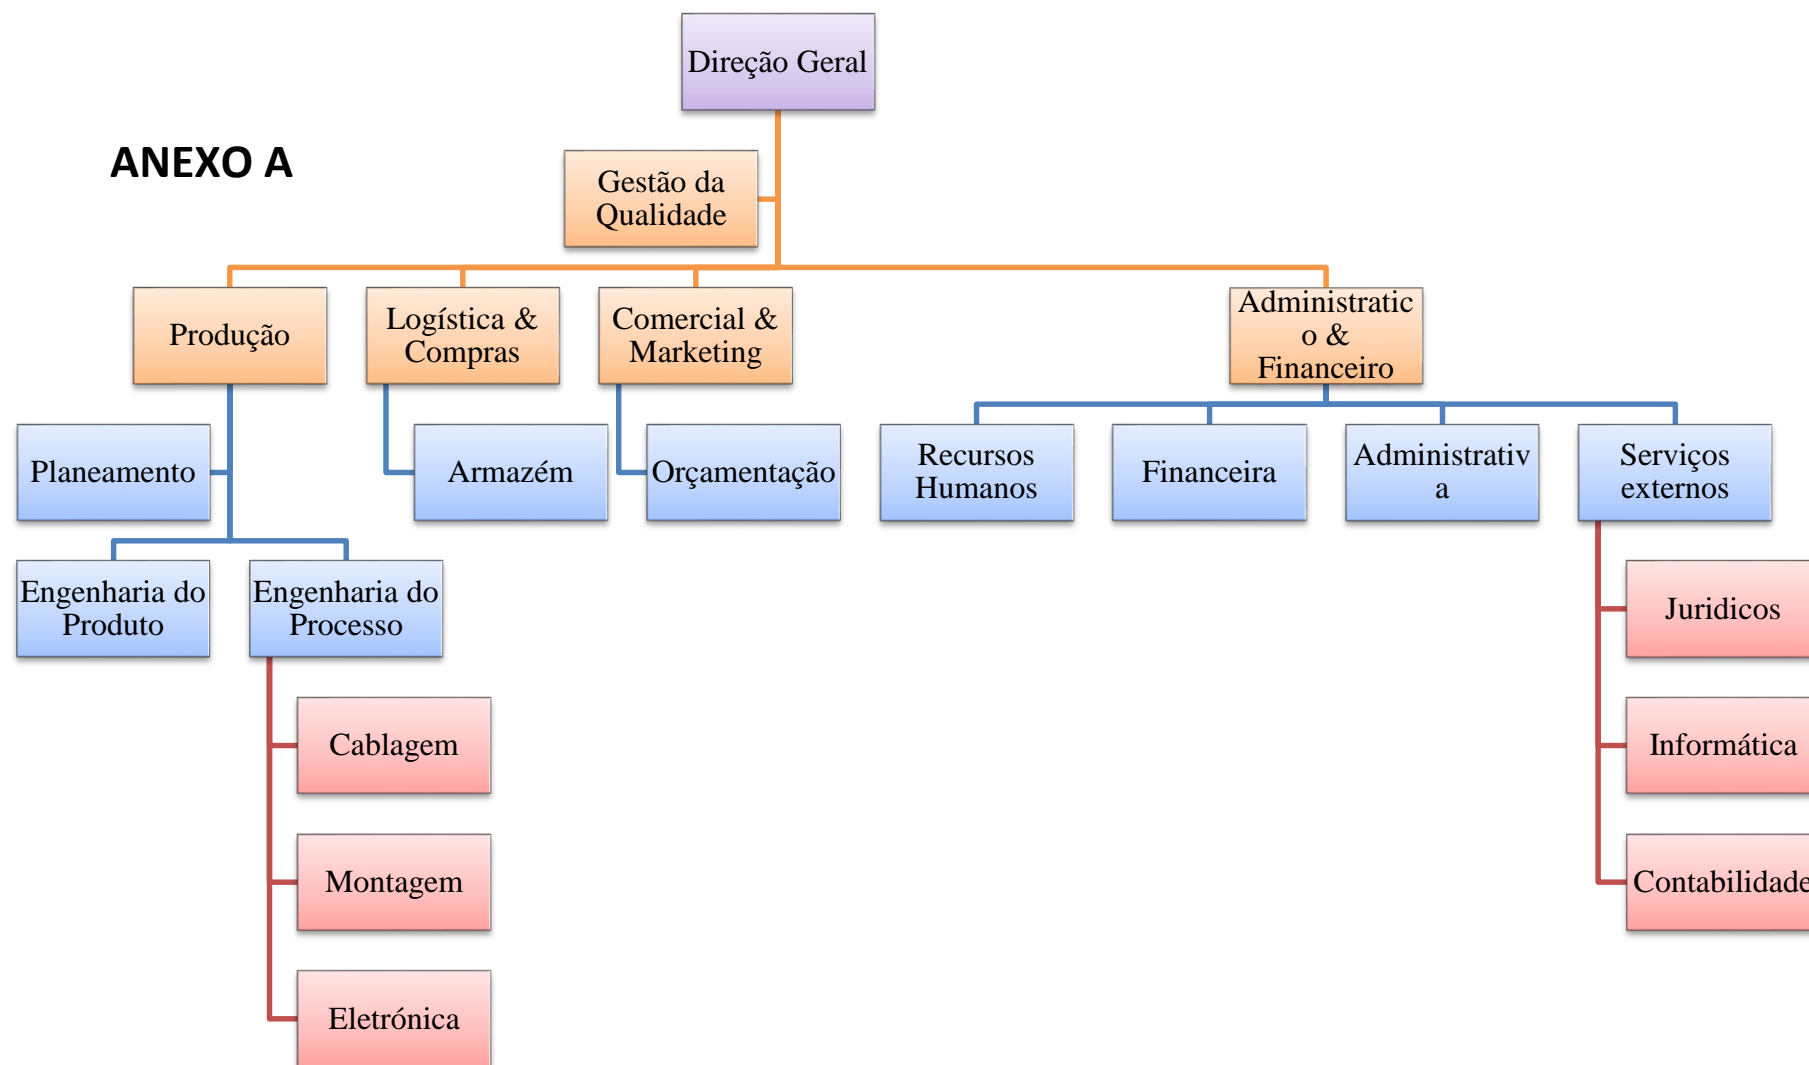 Direção Geral
ANEXO A
Gestão da
Qualidade
Produção
Logística &
Compras
Comercial &
Marketing
Administratic
o &
Financeiro
Planeamento
Armazém
Orçamentação
Recursos
Humanos
Financeira
Administrativ
a
Serviços
externos
Engenharia do
Produto
Engenharia do
Processo
Juridicos
Cablagem
Informática
Montagem
Contabilidade
Eletrónica